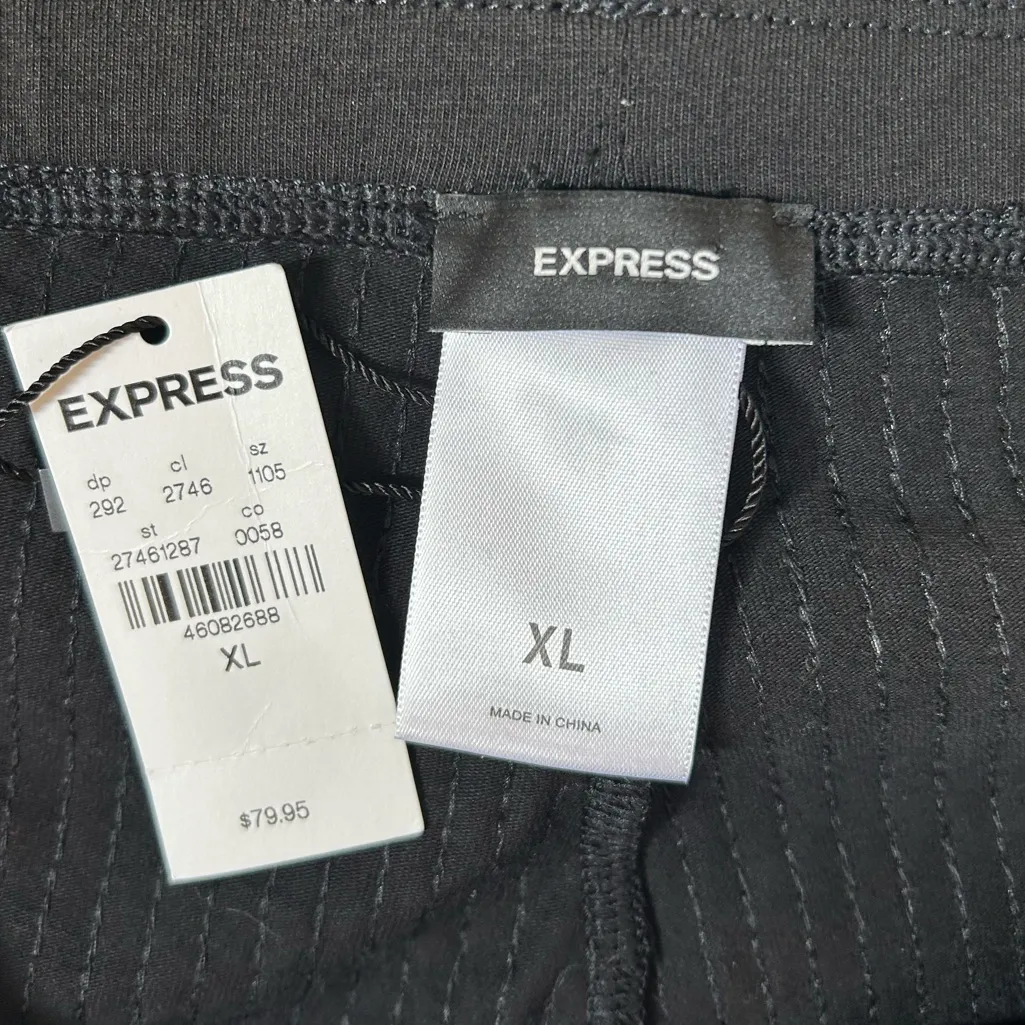 EXPRESS
EXPRESS
dp cl sz
292 2746 1105
st co
27461287 0058
46082688
XL
$79.95
XL
MADE IN CHINA